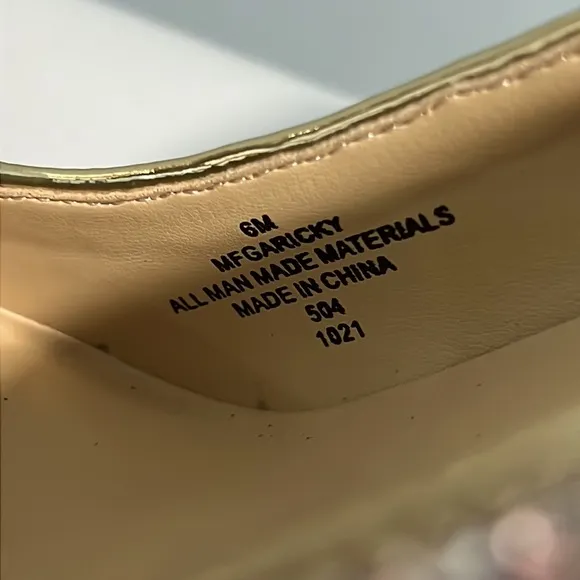 6M
MFGARICKY
ALL MAN MADE MATERIALS
MADE IN CHINA
504
1021